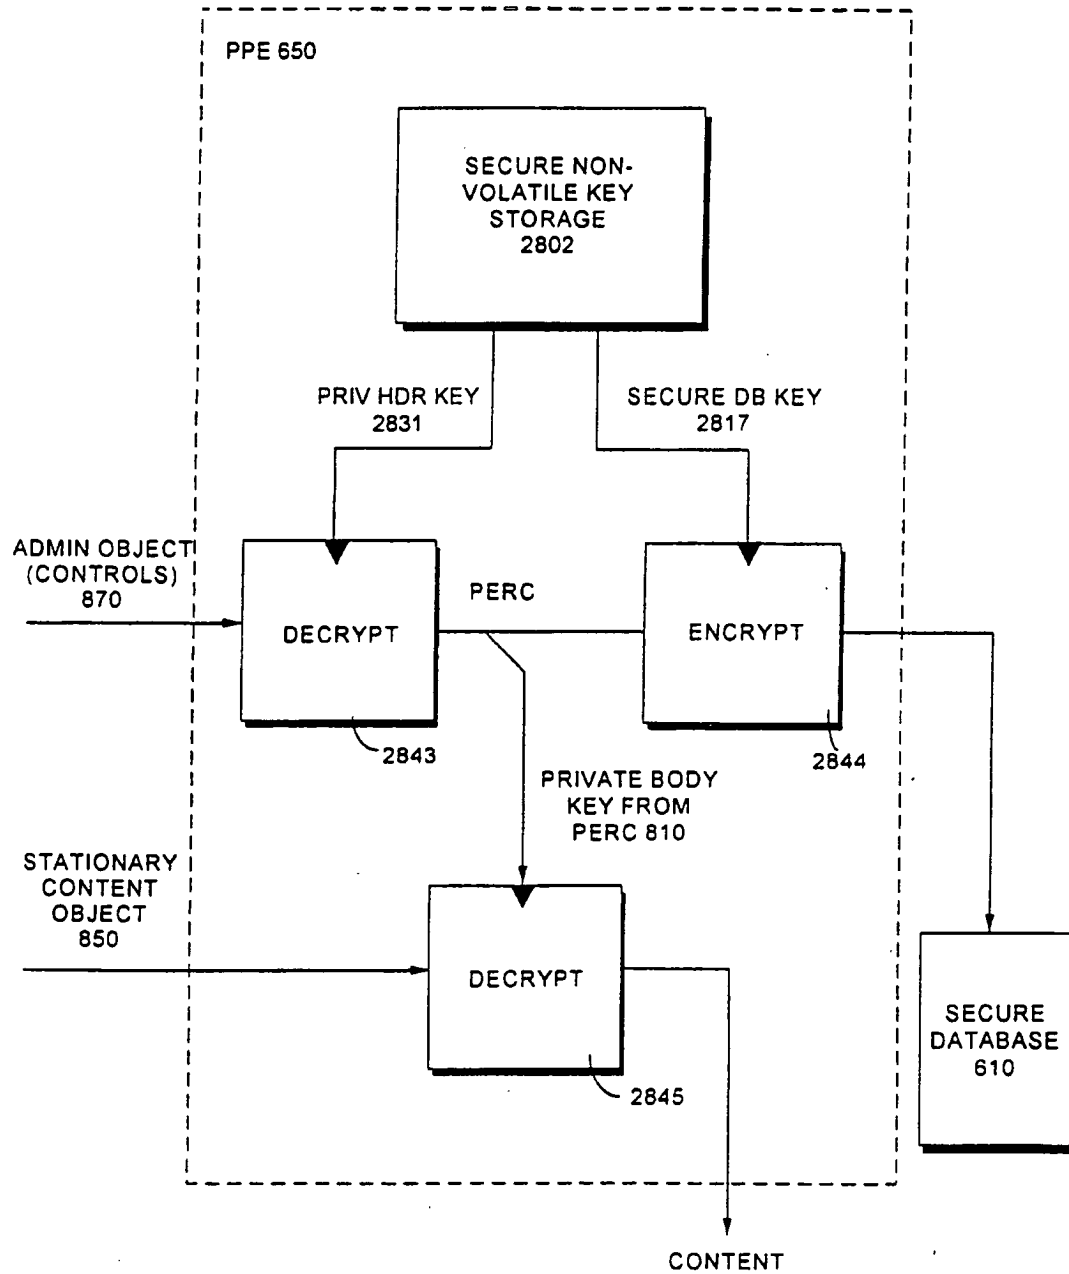 PPE 650
SECURE NON-
VOLATILE KEY
STORAGE
2802
PRIV HDR KEY
2831
SECURE DB KEY
2817
ADMIN OBJECT
(CONTROLS)
870
DECRYPT
PERC
ENCRYPT
2843
2844
PRIVATE BODY
KEY FROM
PERC 810
STATIONARY
CONTENT
OBJECT
850
DECRYPT
2845
SECURE
DATABASE
610
CONTENT